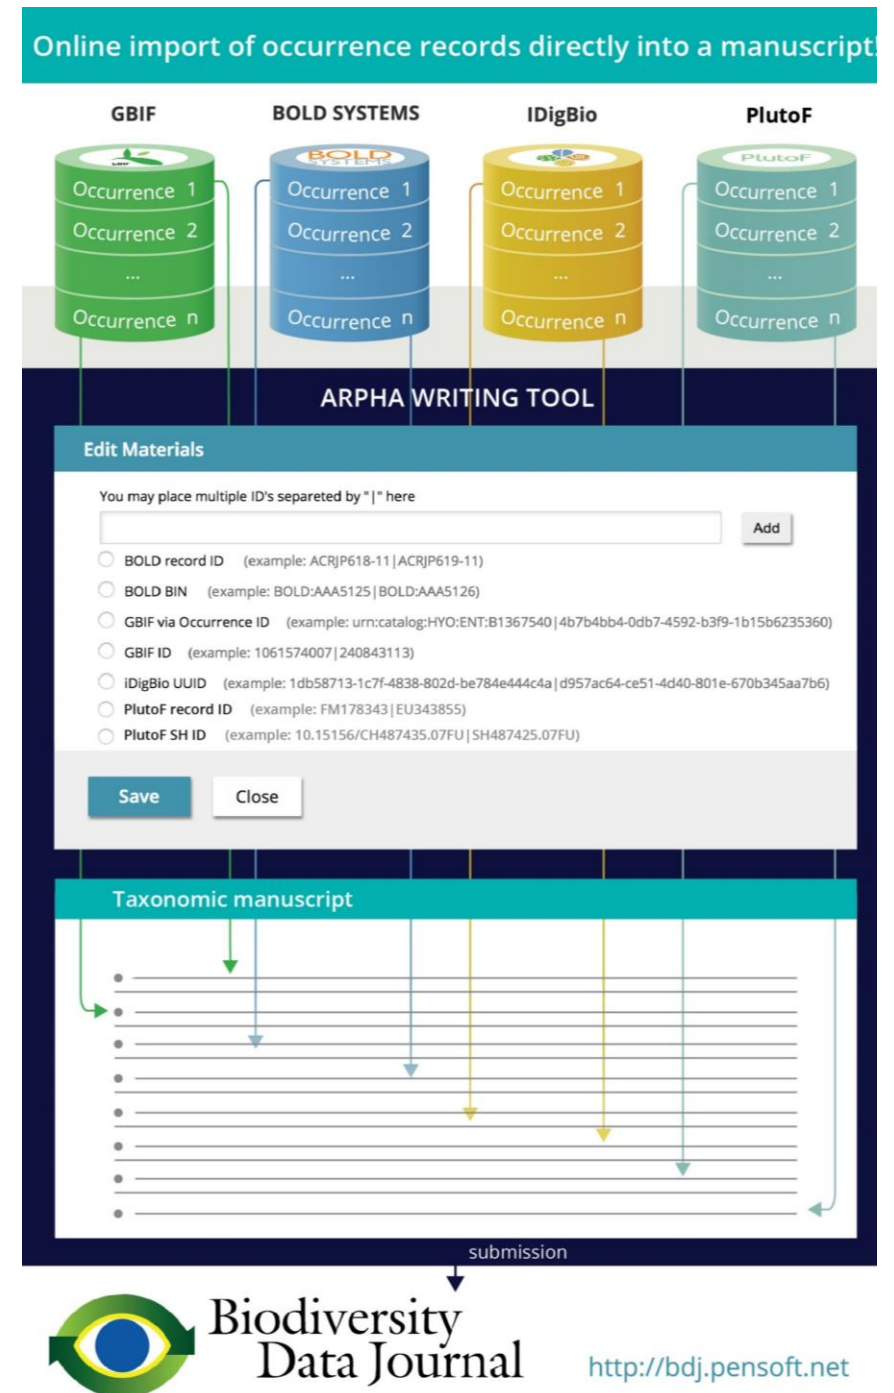 Online import of occurrence records directly into a manuscript!
GBIF
BOLD SYSTEMS
IDigBio
PlutoF
GBIF
BOLD
SYSTEMS
PlutoF
Occurrence 1
Occurrence 1
Occurrence 1
Occurrence 1
Occurrence 2
Occurrence 2
Occurrence 2
Occurrence 2
...
...
...
...
Occurrence n
Occurrence n
Occurrence n
Occurrence n
ARPHA WRITING TOOL
Edit Materials
You may place multiple ID's separeted by "|" here
Add
BOLD record ID (example: ACRJP618-11|ACRJP619-11)
BOLD BIN (example: BOLD:AAA5125|BOLD:AAA5126)
GBIF via Occurrence ID (example: urn:catalog:HYO:ENT:B1367540|4b7b4bb4-0db7-4592-b3f9-1b15b6235360)
GBIF ID (example: 1061574007|240843113)
iDigBio UUID (example: 1db58713-1c7f-4838-802d-be784e444c4a|d957ac64-ce51-4d40-801e-670b345aa7b6)
PlutoF record ID (example: FM178343|EU343855)
PlutoF SH ID (example: 10.15156/CH487435.07FU|SH487425.07FU)
Save
Close
Taxonomic manuscript
submission
Biodiversity
Data Journal
http://bdj.pensoft.net